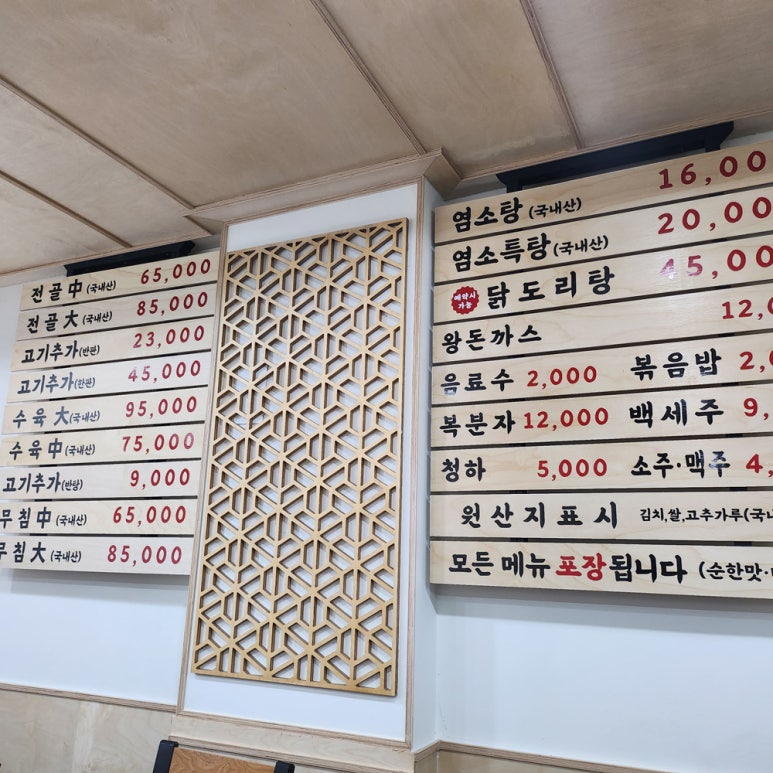 전골 中 (국내산) 65,000
전골 大 (국내산) 85,000
고기추가 (반판) 23,000
고기추가 (한판) 45,000
수육 大 (국내산) 95,000
수육 中 (국내산) 75,000
고기추가 (반탕) 9,000
무침 中 (국내산) 65,000
무침 大 (국내산) 85,000
염소탕 (국내산) 16,00
염소특탕 (국내산) 20,00
예약시 가능 닭도리탕 45,00
왕돈까스 12,0
음료수 2,000 볶음밥 2,0
복분자 12,000 백세주 9,
청하 5,000 소주·맥주 4,
원산지표시 김치,쌀,고추가루(국내
모든 메뉴 포장됩니다 (순한맛·